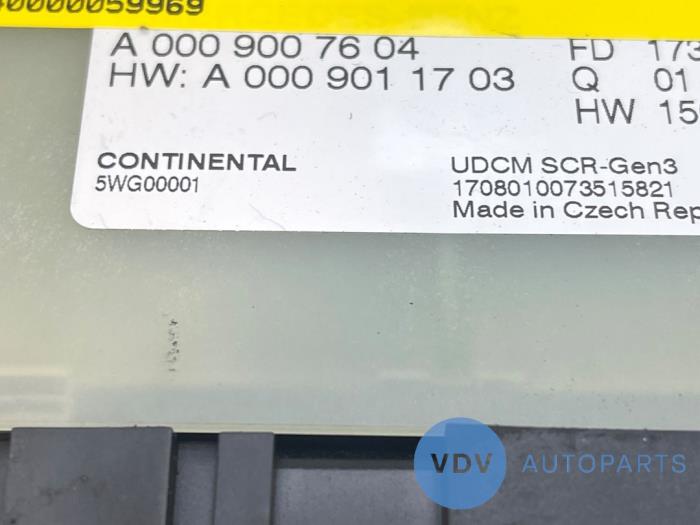 A 000 900 76 04 FD 173
HW: A 000 901 17 03 Q 01
HW 15
CONTINENTAL UDCM SCR-Gen3
5WG00001 1708010073515821
Made in Czech Rep
VDV AUTOPARTS